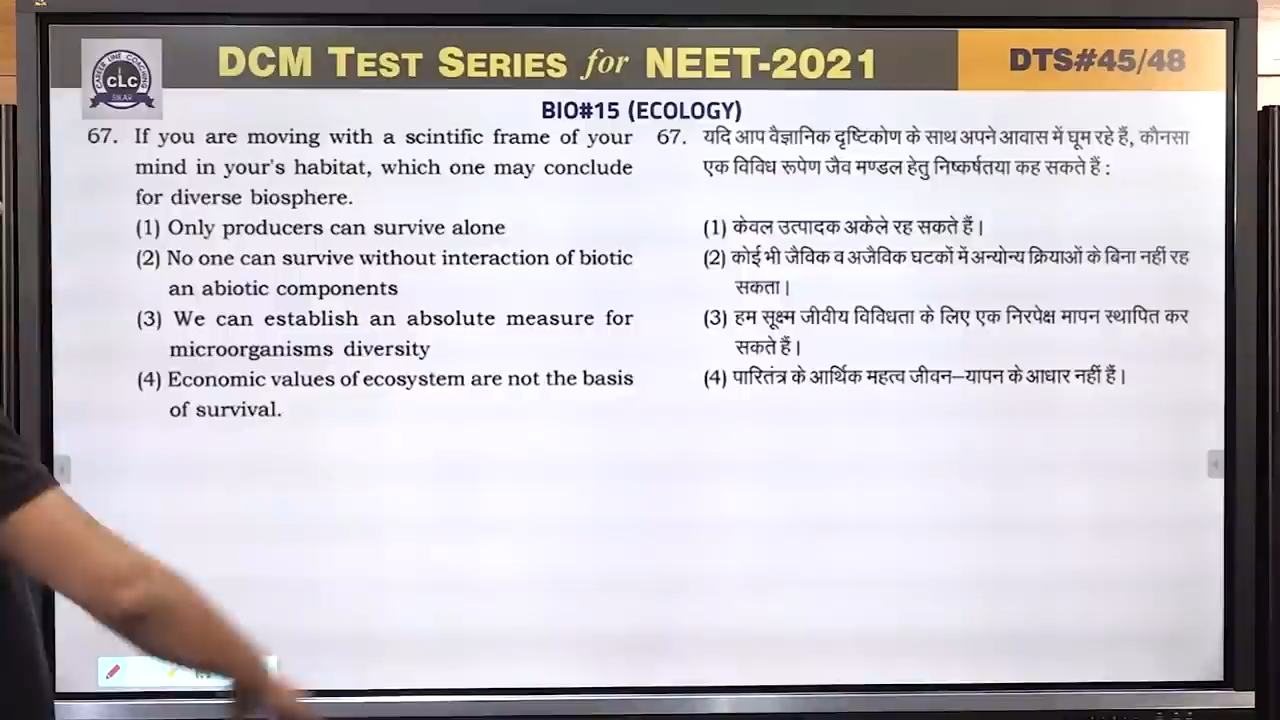 DCM TEST SERIES for NEET-2021
DTS#45/48
CAREER LINE COACHING
CLC
SIKAR
BIO#15 (ECOLOGY)
67. If you are moving with a scintific frame of your
mind in your's habitat, which one may conclude
for diverse biosphere.
(1) Only producers can survive alone
(2) No one can survive without interaction of biotic
an abiotic components
(3) We can establish an absolute measure for
microorganisms diversity
(4) Economic values of ecosystem are not the basis
of survival.
67. यदि आप वैज्ञानिक दृष्टिकोण के साथ अपने आवास में घूम रहे हैं, कौनसा
एक विविध रूपेण जैव मण्डल हेतु निष्कर्षतया कह सकते हैं :
(1) केवल उत्पादक अकेले रह सकते हैं।
(2) कोई भी जैविक व अजैविक घटकों में अन्योन्य क्रियाओं के बिना नहीं रह
सकता।
(3) हम सूक्ष्म जीवीय विविधता के लिए एक निरपेक्ष मापन स्थापित कर
सकते हैं।
(4) पारितंत्र के आर्थिक महत्व जीवन–यापन के आधार नहीं हैं।